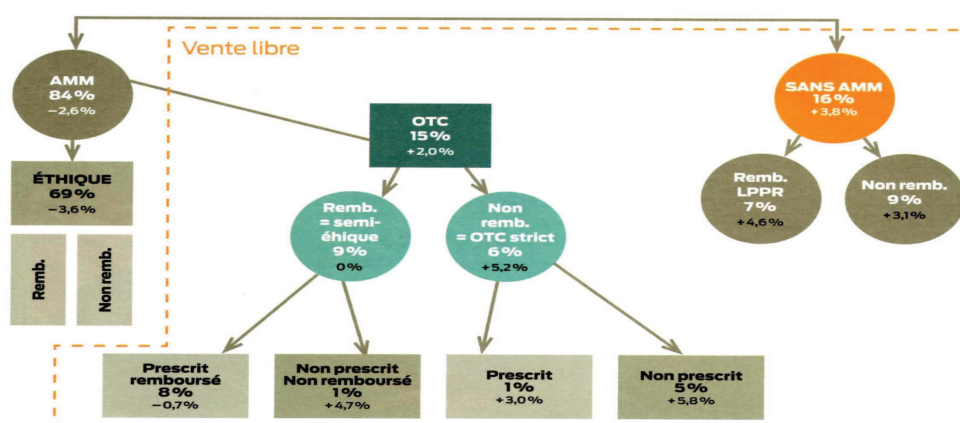 Vente libre
AMM
84%
−2,6%
SANS AMM
16%
+3,8%
OTC
15%
+2,0%
ÉTHIQUE
69%
−3,6%
Remb.
LPPR
7%
+4,6%
Non remb.
9%
+3,1%
Remb.
= semi-
éhique
9%
0%
Non
remb.
= OTC strict
6%
+5,2%
Remb.
Non remb.
Prescrit
remboursé
8%
−0,7%
Non prescrit
Non remboursé
1%
+4,7%
Prescrit
1%
+3,0%
Non prescrit
5%
+5,8%